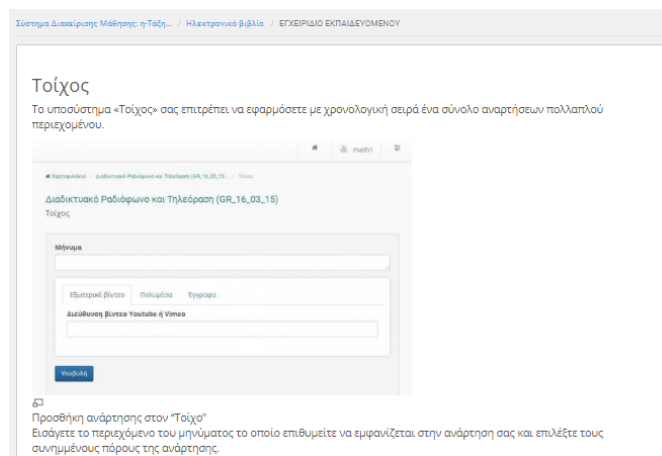 Σύστημα Διαχείρισης Μάθησης: η-Τάξη... / Ηλεκτρονικό βιβλίο / ΕΓΧΕΙΡΙΔΙΟ ΕΚΠΑΙΔΕΥΟΜΕΝΟΥ
Τοίχος
Το υποσύστημα «Τοίχος» σας επιτρέπει να εφαρμόσετε με χρονολογική σειρά ένα σύνολο αναρτήσεων πολλαπλού
περιεχομένου.
math1
Χαρτοφυλάκιο / Διαδικτυακό Ραδιόφωνο και Τηλεόραση (GR_16_03_15... / Τοίχος
Διαδικτυακό Ραδιόφωνο και Τηλεόραση (GR_16_03_15)
Τοίχος
Μήνυμα
Εξωτερικό βίντεο Πολυμέσα Έγγραφα
Διεύθυνση βίντεο Youtube ή Vimeo
Υποβολή
Προσθήκη ανάρτησης στον "Τοίχο"
Εισάγετε το περιεχόμενο του μηνύματος το οποίο επιθυμείτε να εμφανίζεται στην ανάρτηση σας και επιλέξτε τους
συνημμένους πόρους της ανάρτησης.